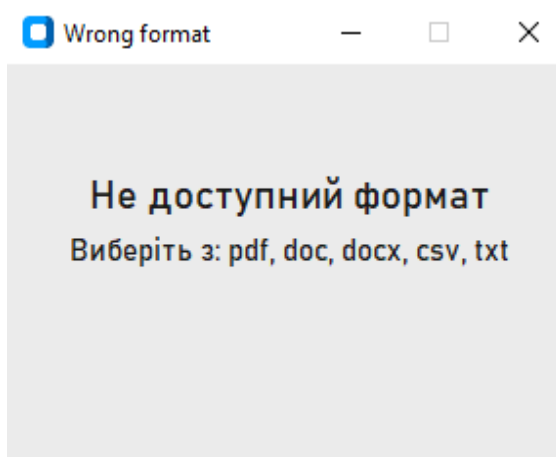 Wrong format
Не доступний формат
Виберіть з: pdf, doc, docx, csv, txt